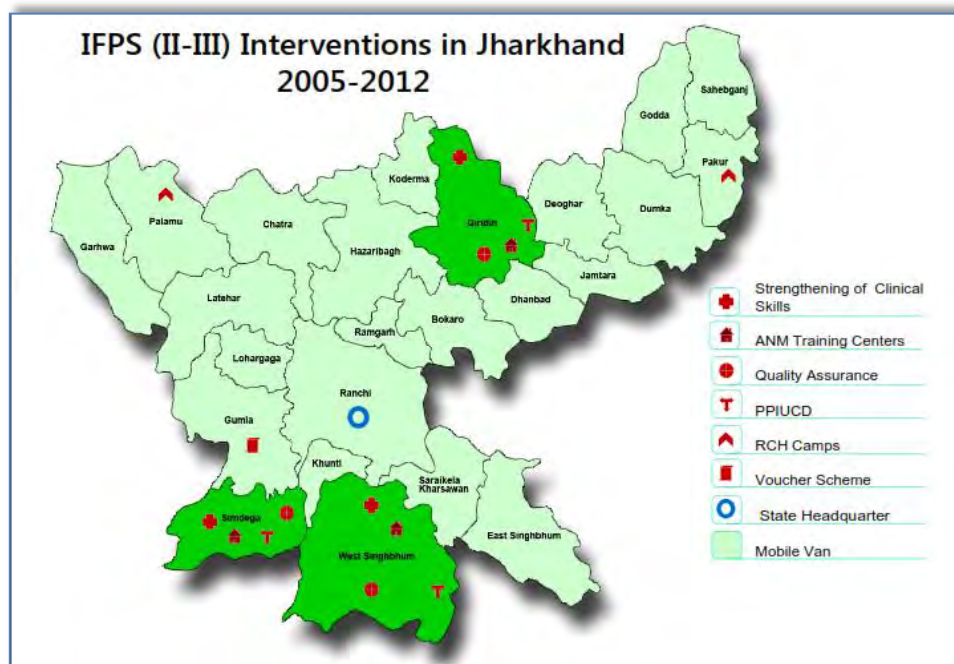 IFPS (II-III) Interventions in Jharkhand
2005-2012
Sahebganj
Godda
Pakur
Koderma
Deoghar
Dumka
Palamu
Giridih
Chatra
Garhwa
Hazaribagh
Jamtara
Latehar
Dhanbad
Bokaro
Ramgarh
Lohargaga
Ranchi
Gumla
Khunti
Saraikela
Kharsawan
Simdega
East Singhbhum
West Singhbhum
Strengthening of Clinical
Skills
ANM Training Centers
Quality Assurance
PPIUCD
RCH Camps
Voucher Scheme
State Headquarter
Mobile Van